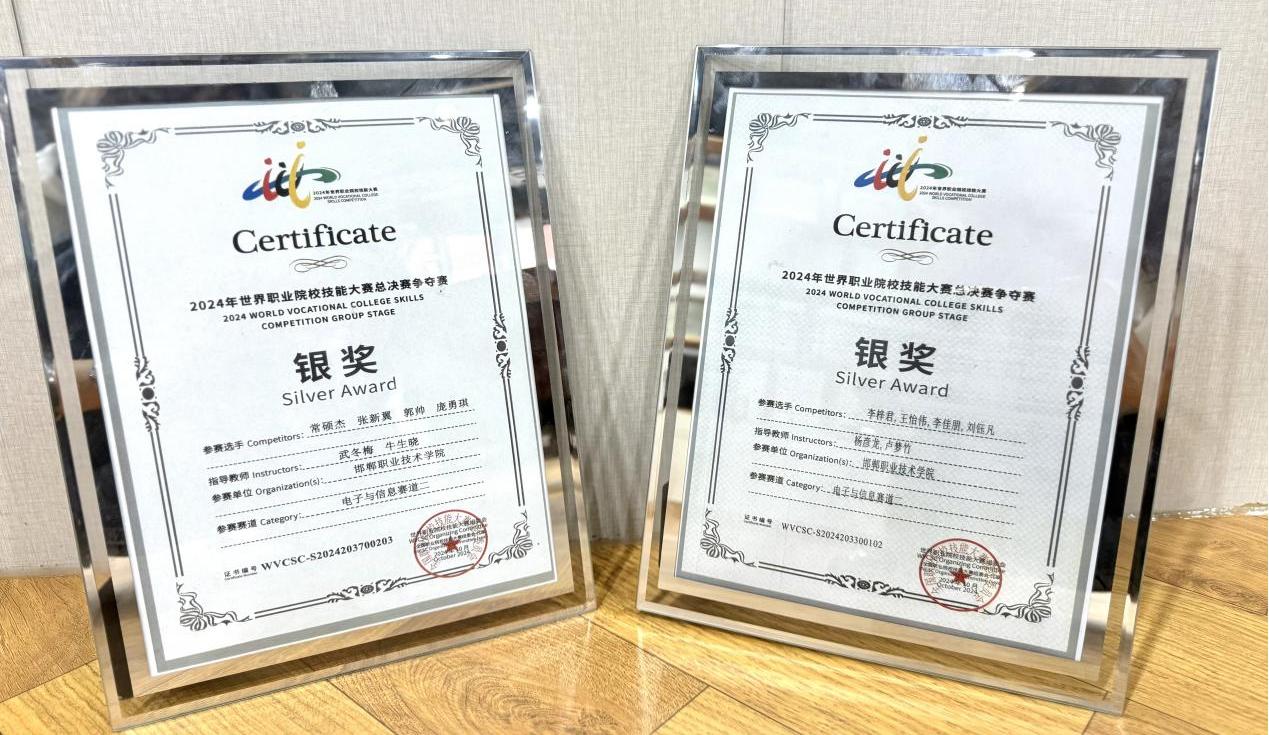 2024年世界职业院校技能大赛
2024 WORLD VOCATIONAL COLLEGE
SKILLS COMPETITION
Certificate
2024年世界职业院校技能大赛总决赛争夺赛
2024 WORLD VOCATIONAL COLLEGE SKILLS
COMPETITION GROUP STAGE
银奖
Silver Award
参赛选手 Competitors: 常硕杰 张新翼 郭帅 庞勇琪
指导教师 Instructors: 武冬梅 牛生晓
参赛单位 Organization(s): 邯郸职业技术学院
参赛赛道 Category: 电子与信息赛道二
证书编号 WVCSC-S2024203700203
Certificate Number
October 2024
2024年世界职业院校技能大赛
2024 WORLD VOCATIONAL COLLEGE
SKILLS COMPETITION
Certificate
2024年世界职业院校技能大赛总决赛争夺赛
2024 WORLD VOCATIONAL COLLEGE SKILLS
COMPETITION GROUP STAGE
银奖
Silver Award
参赛选手 Competitors: 李梓君,王怡伟,李佳朋,刘钰凡
指导教师 Instructors: 杨彦龙,卢梦竹
参赛单位 Organization(s): 邯郸职业技术学院
参赛赛道 Category: 电子与信息赛道二
证书编号 WVCSC-S2024203300102
Certificate Number
October 2024